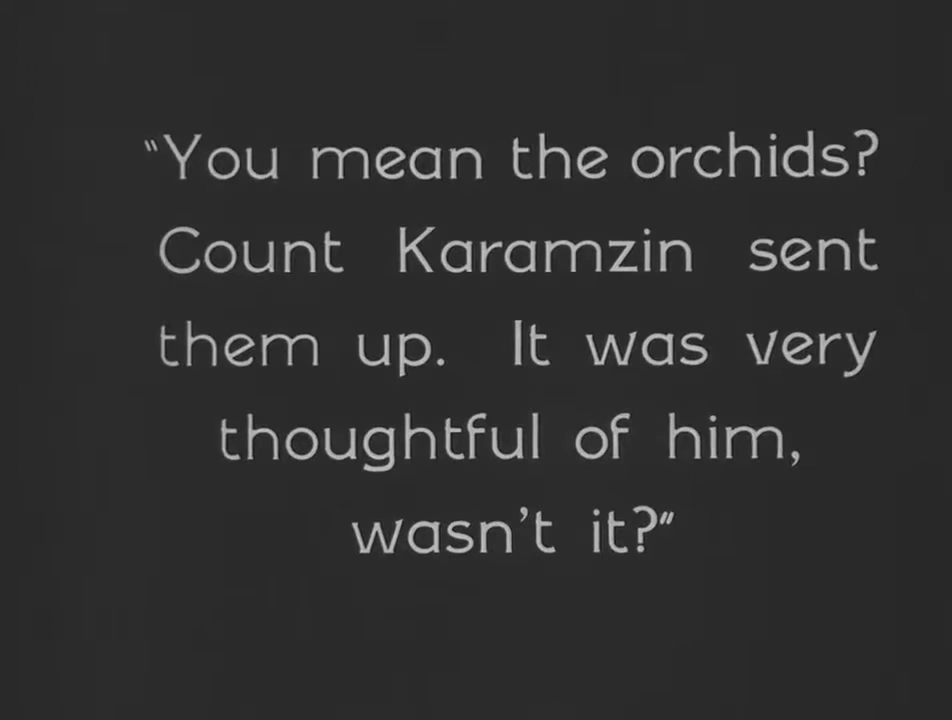 "You mean the orchids?
Count Karamzin sent
them up. It was very
thoughtful of him,
wasn't it?"